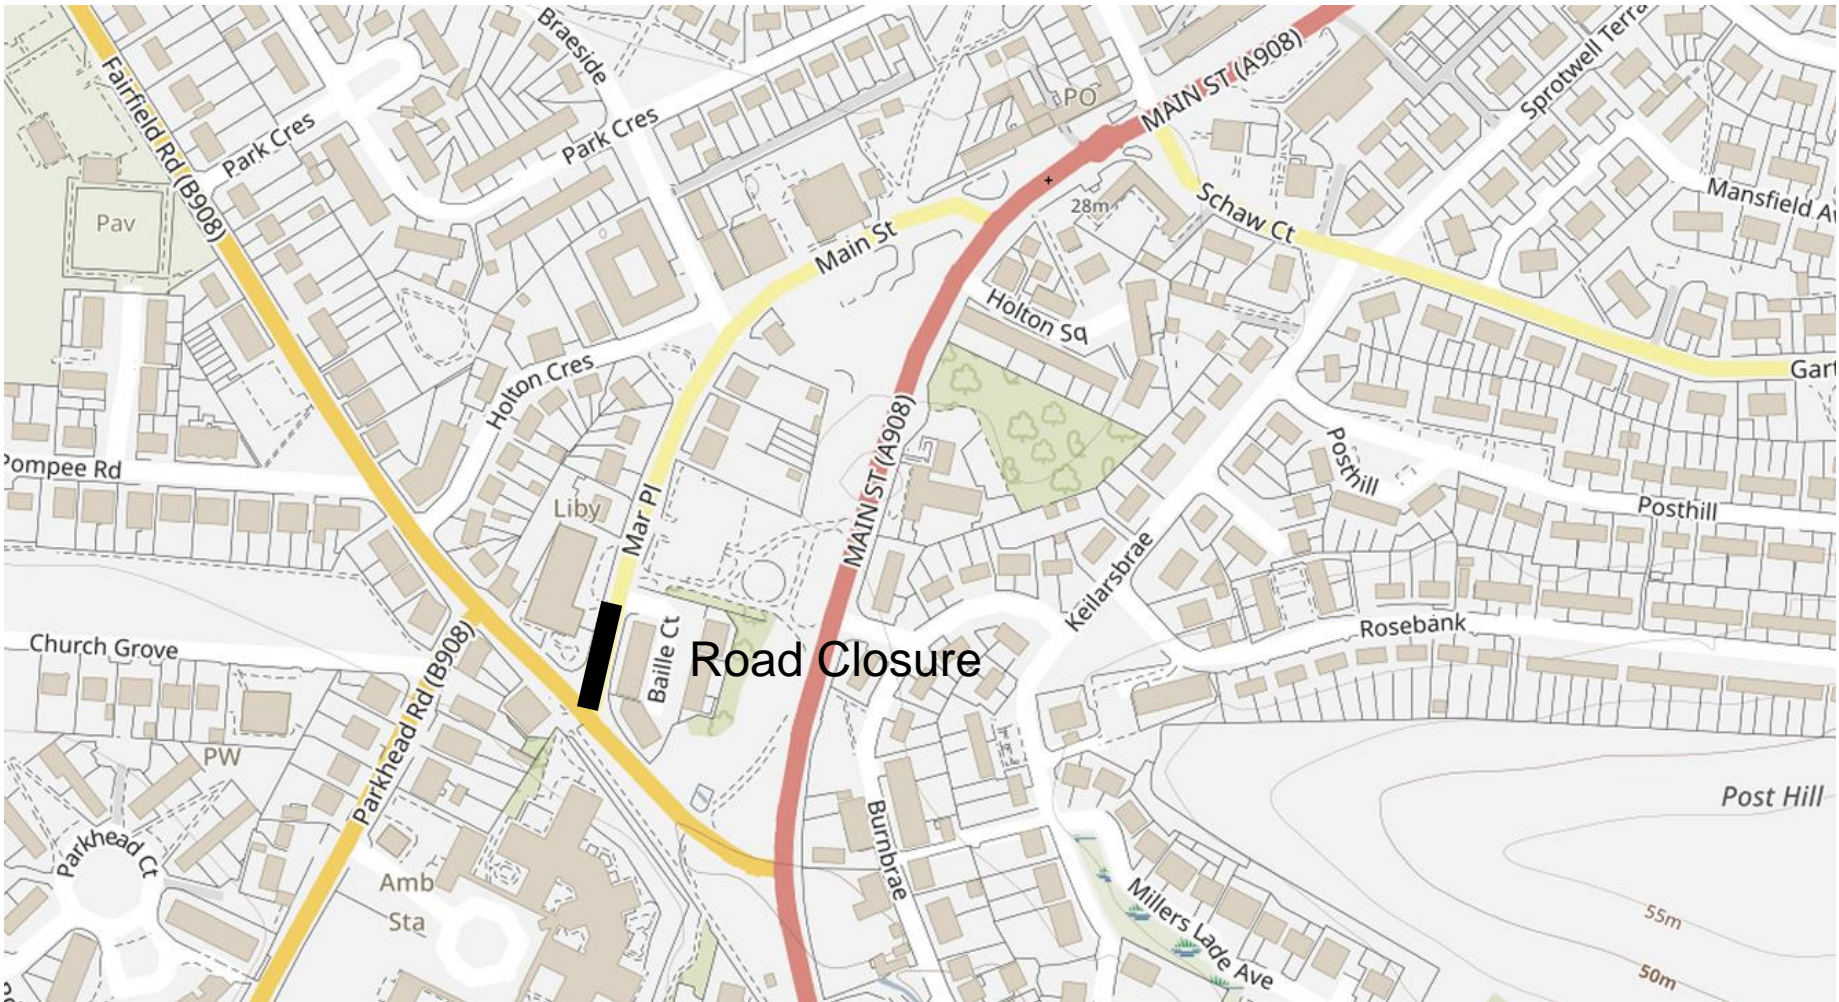 Braeside
Fairfield Rd (B908)
Park Cres
Park Cres
PO
MAIN ST (A908)
Sprotwell Terra
Pav
Main St
28m
Schaw Ct
Mansfield Av
Holton Sq
Holton Cres
Gart
Pompee Rd
Liby
Mar Pl
MAIN ST (A908)
Posthill
Posthill
Keilarsbrae
Church Grove
Parkhead Rd (B908)
Baille Ct
Road Closure
Rosebank
PW
Post Hill
Parkhead Ct
Amb
Sta
Burnbrae
Millers Lade Ave
55m
50m